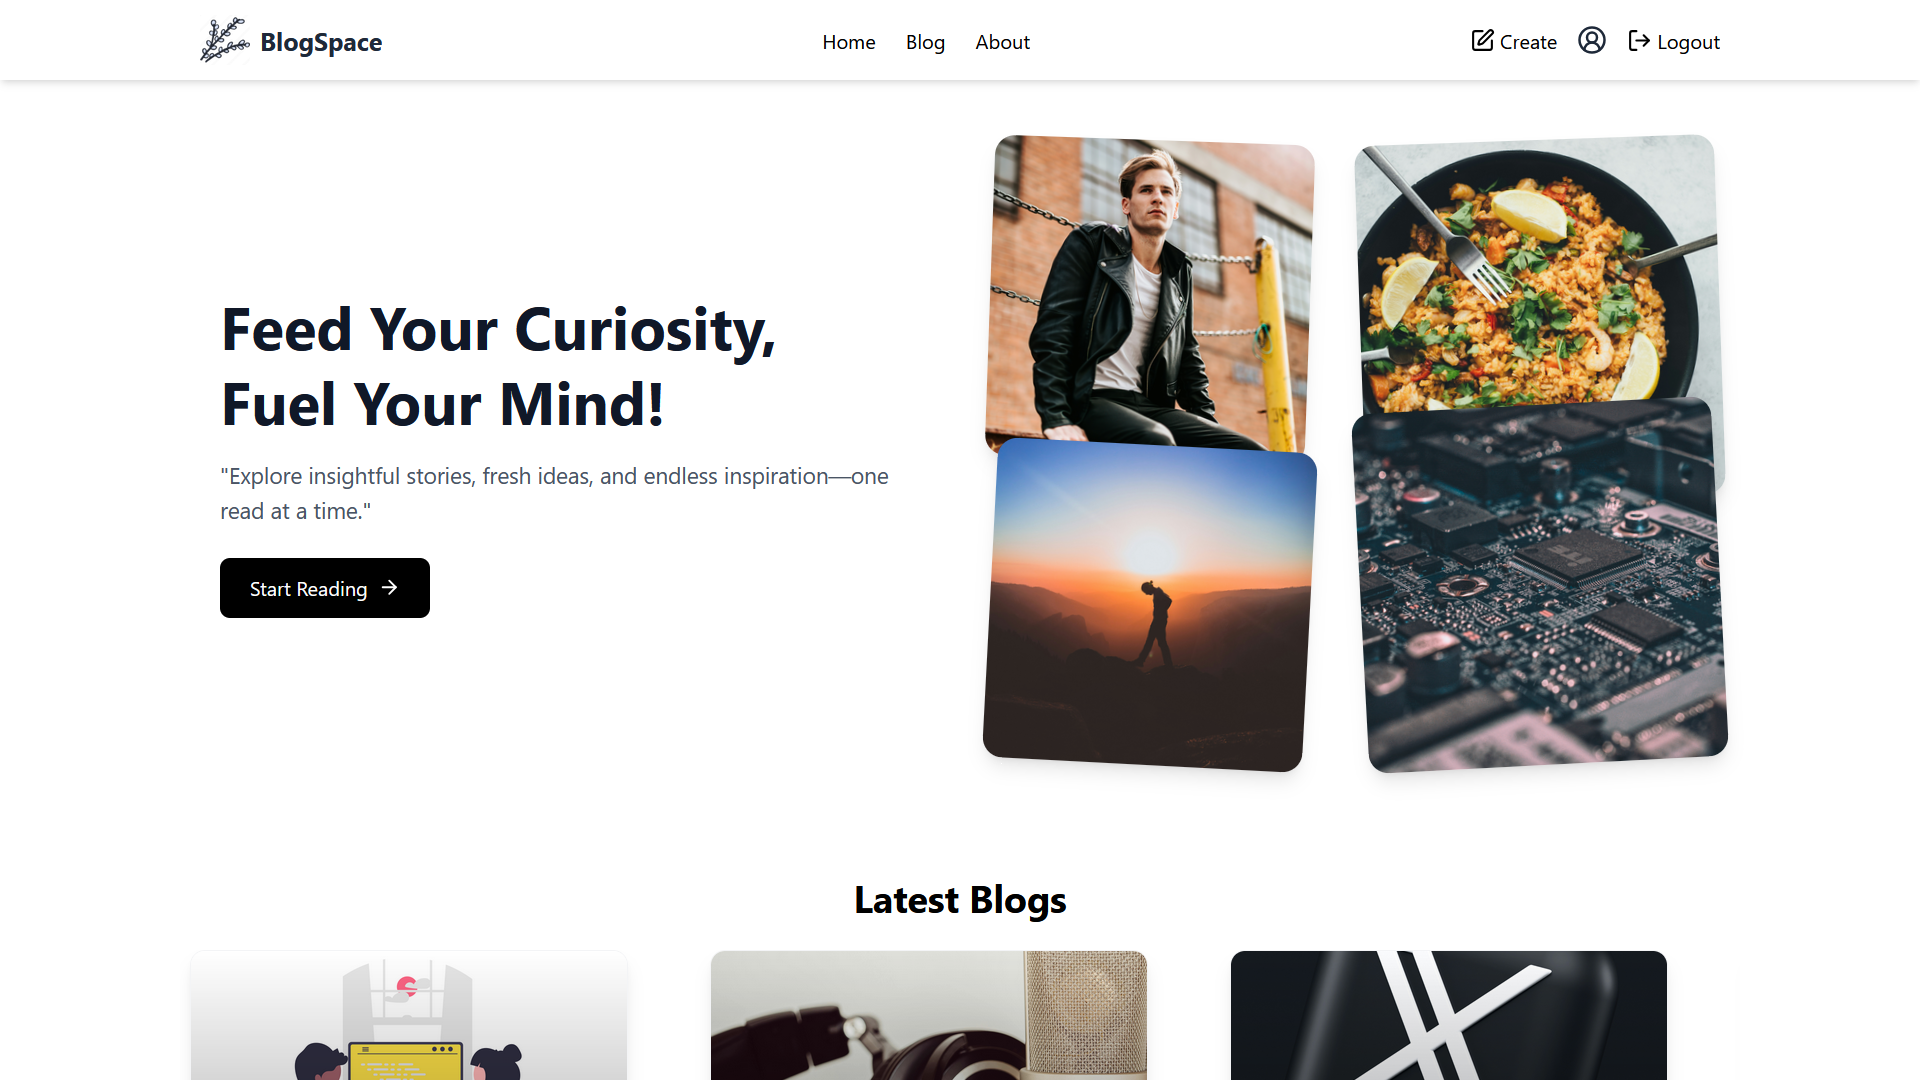 BlogSpace
Home Blog About
Create Logout
Feed Your Curiosity,
Fuel Your Mind!
"Explore insightful stories, fresh ideas, and endless inspiration—one
read at a time."
Start Reading
Latest Blogs